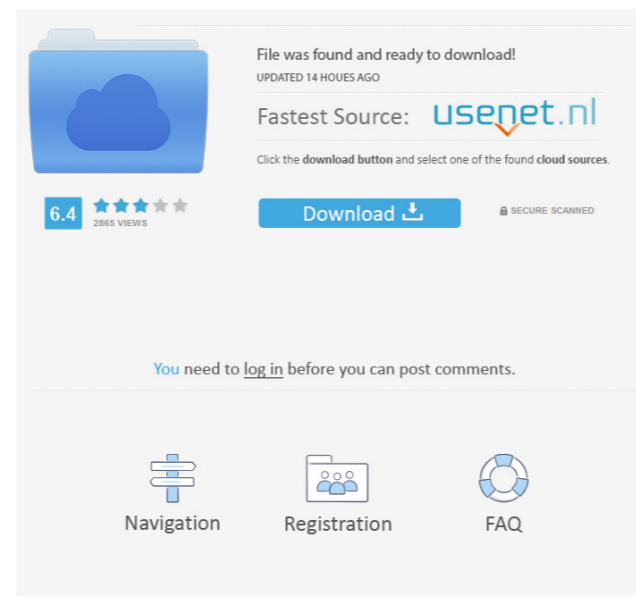 File was found and ready to download!
UPDATED 14 HOUES AGO
Fastest Source: usenet.nl
Click the download button and select one of the found cloud sources.
6.4
2865 VIEWS
Download
SECURE SCANNED
You need to log in before you can post comments.
Navigation
Registration
FAQ